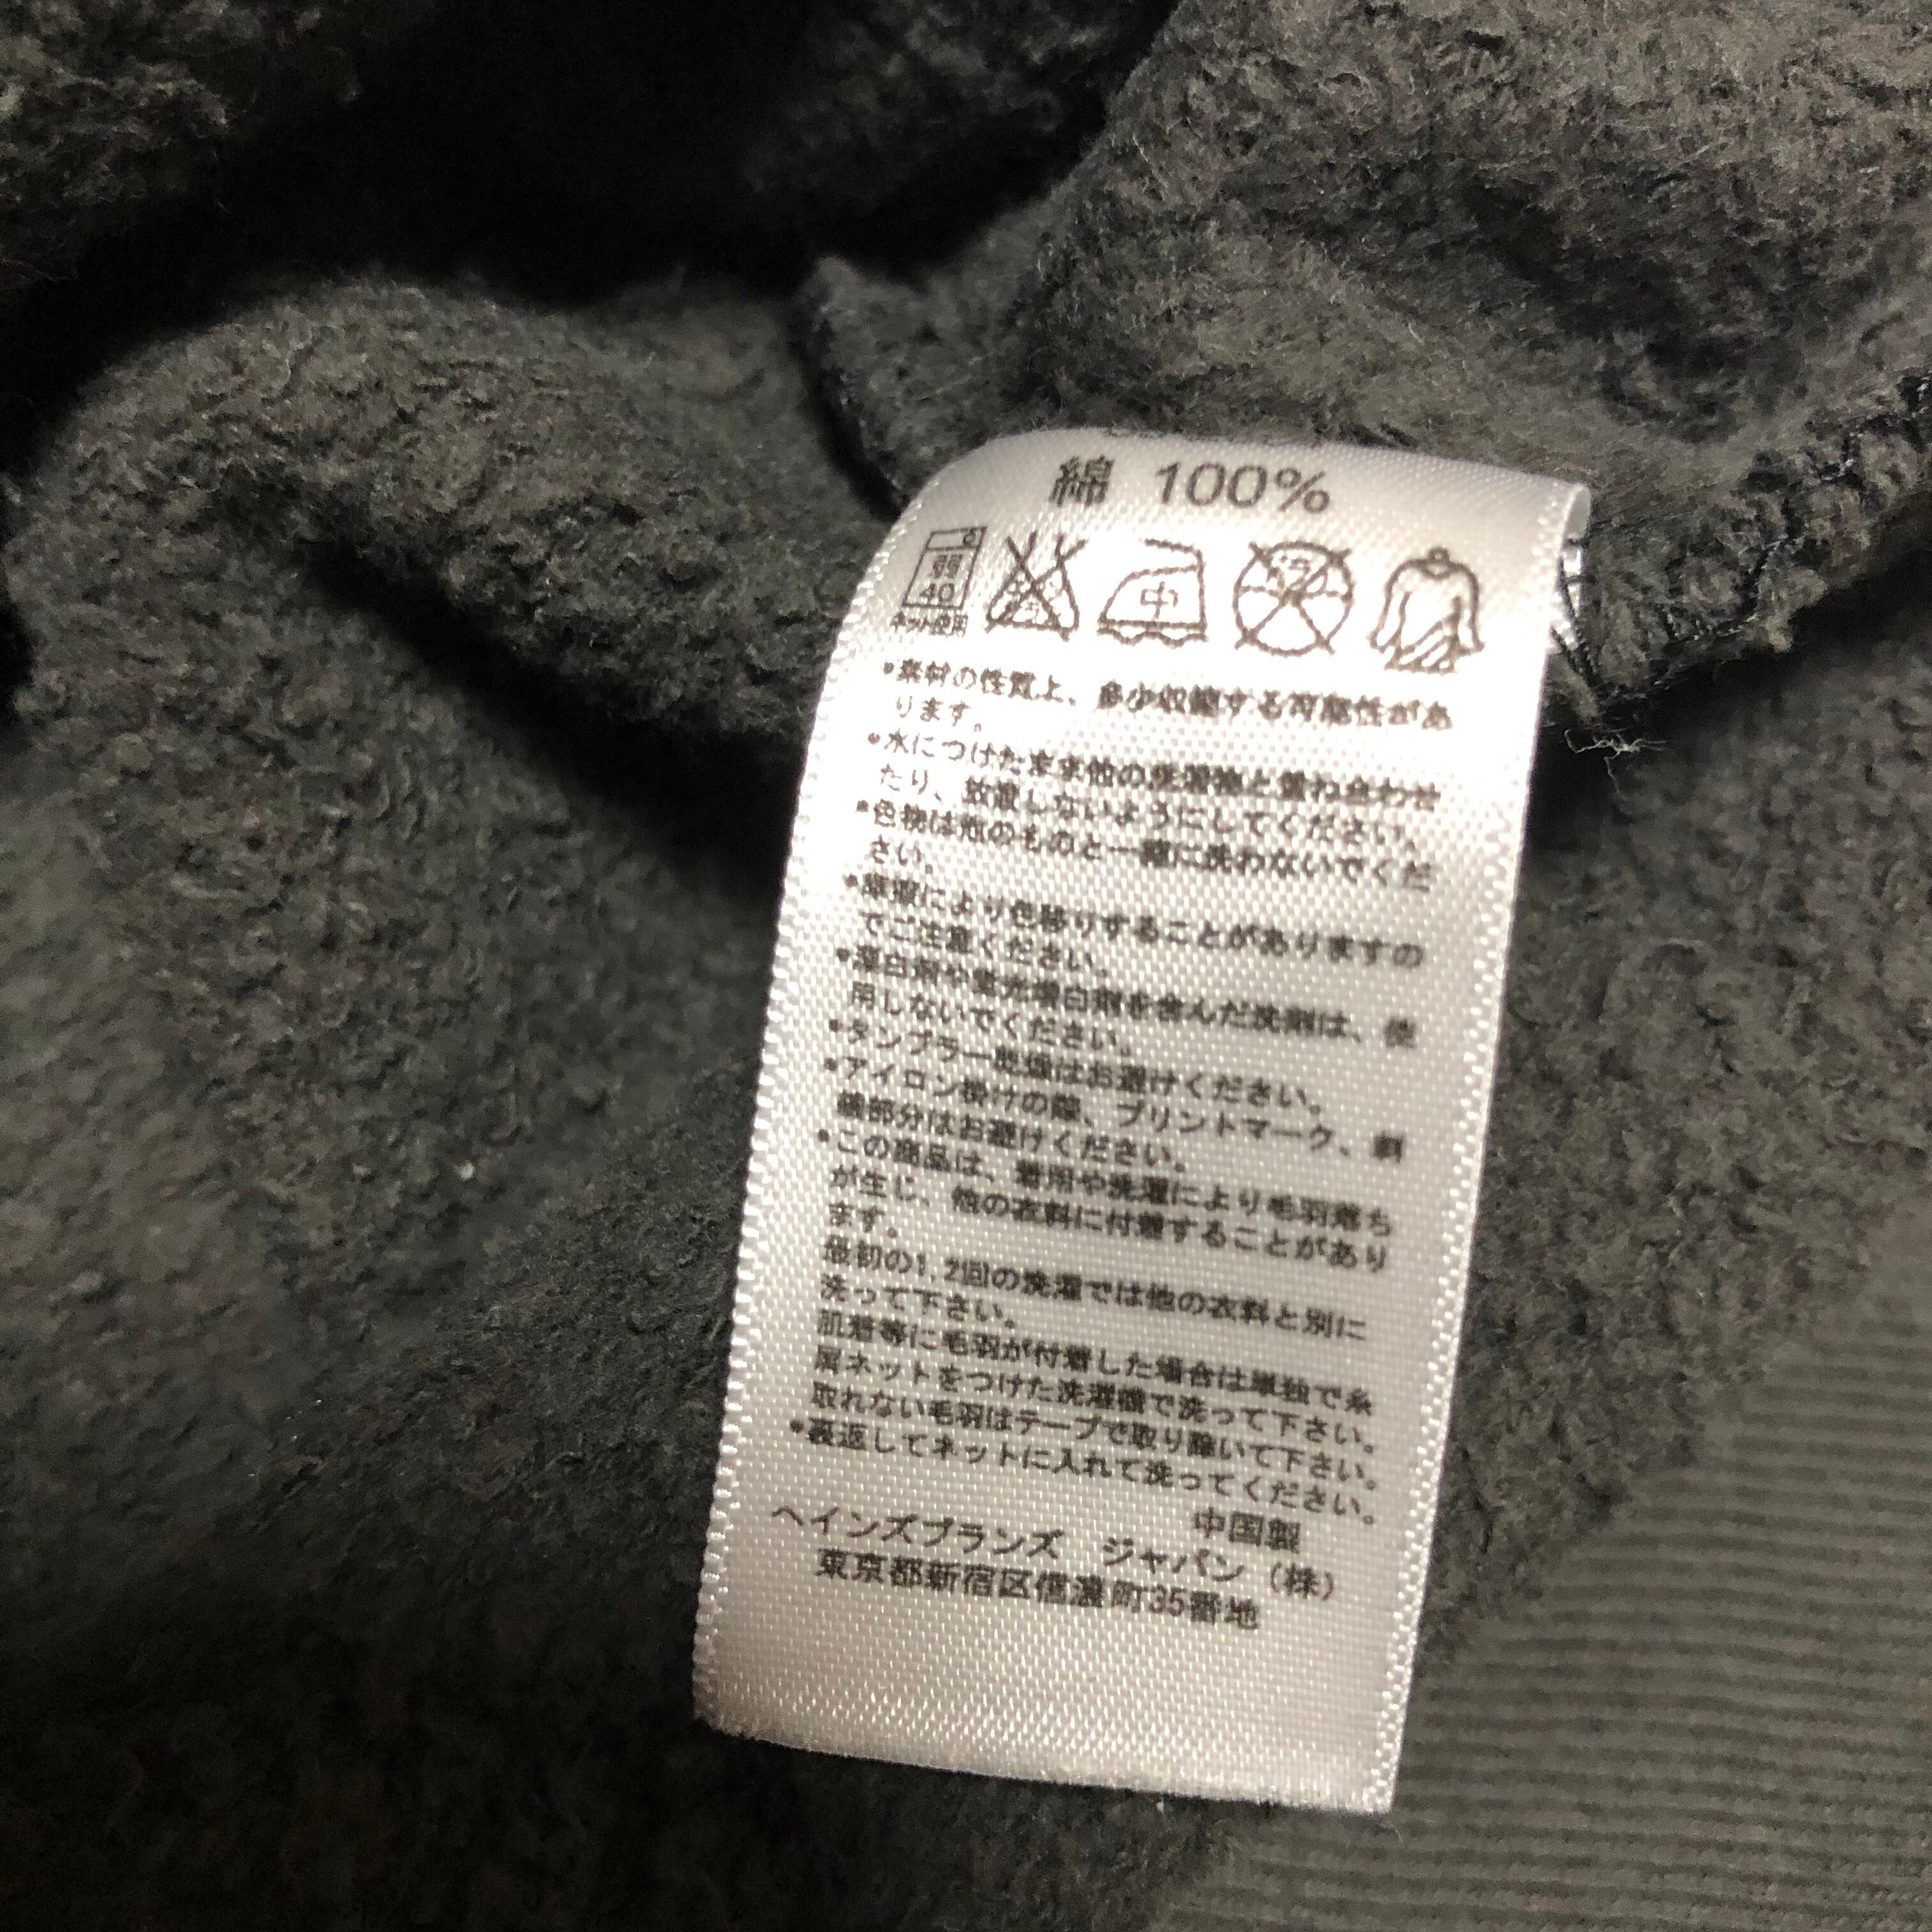 綿 100%
弱
40
ネット使用
中
•素材の性質上、多少収縮する可能性があ
ります。
•水につけたまま他の洗濯物と重ね合わせ
たり、放置しないようにしてください。
•色物は他のものと一緒に洗わないでくだ
さい。
•摩擦により色移りすることがありますの
でご注意ください。
•漂白剤や蛍光増白剤を含んだ洗剤は、使
用しないでください。
•タンブラー乾燥はお避けください。
•アイロン掛けの際、プリントマーク、刺
繍部分はお避けください。
•この商品は、着用や洗濯により毛羽落ち
が生じ、他の衣料に付着することがあり
ます。
最初の1,2回の洗濯では他の衣料と別に
洗って下さい。
肌着等に毛羽が付着した場合は単独で糸
屑ネットをつけた洗濯機で洗って下さい。
取れない毛羽はテープで取り除いて下さい。
•裏返してネットに入れて洗ってください。
中国製
ヘインズブランズ ジャパン(株)
東京都新宿区信濃町35番地